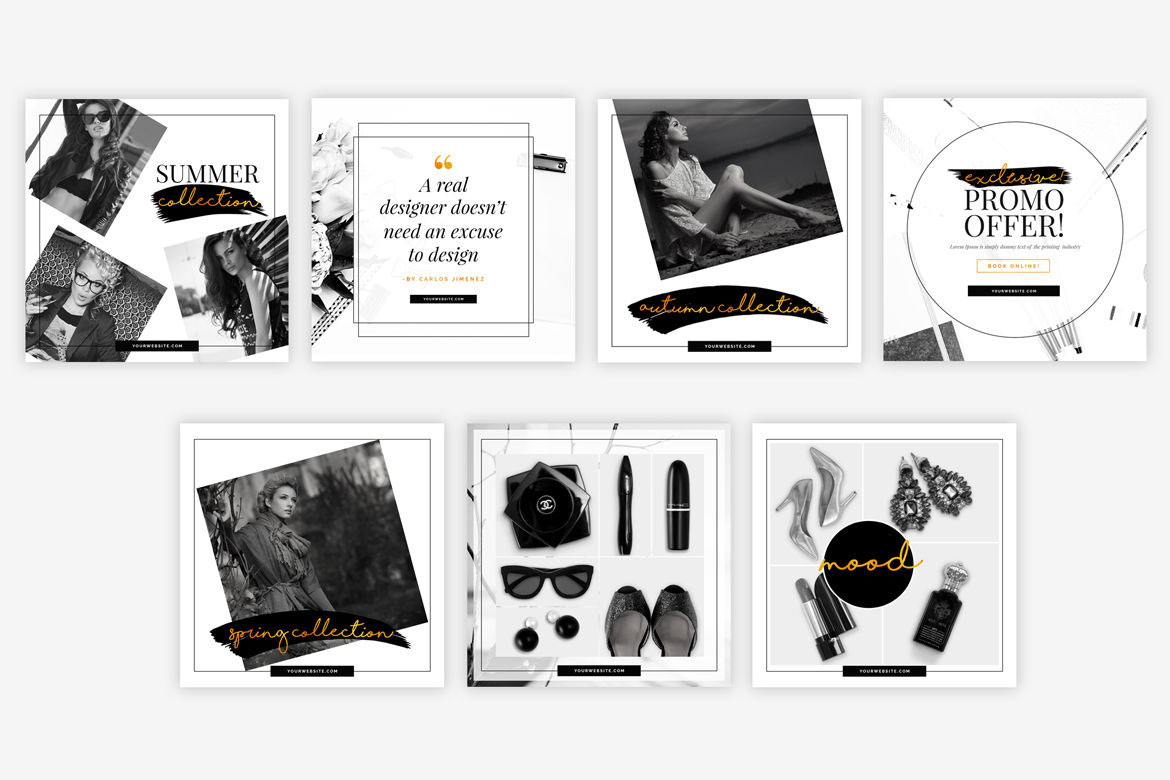 SUMMER
collection
YOURWEBSITE.COM
“
A real
designer doesn’t
need an excuse
to design
-BY CARLOS JIMENEZ
YOURWEBSITE.COM
autumn collection
YOURWEBSITE.COM
exclusive!
PROMO
OFFER!
Lorem Ipsum is simply dummy text of the printing industry
BOOK ONLINE!
YOURWEBSITE.COM
spring collection
YOURWEBSITE.COM
MAC
YOURWEBSITE.COM
mood
YOURWEBSITE.COM